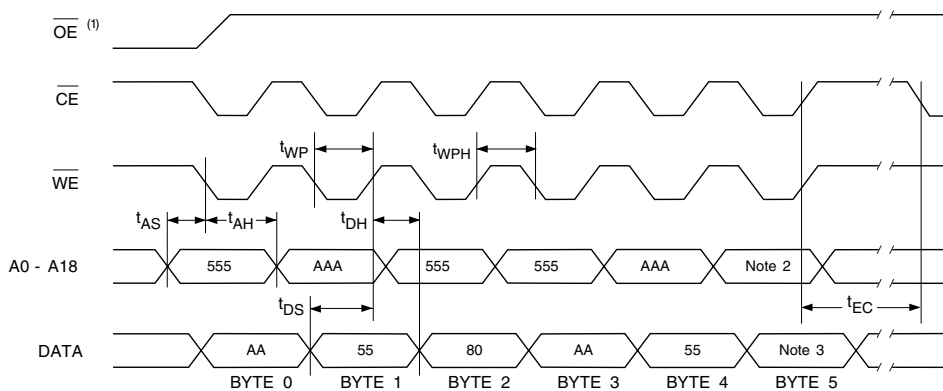 OE (1)
CE
tWP
tWPH
WE
tAS
tAH
tDH
A0 - A18
555
AAA
555
555
AAA
Note 2
tDS
tEC
DATA
AA
55
80
AA
55
Note 3
BYTE 0
BYTE 1
BYTE 2
BYTE 3
BYTE 4
BYTE 5